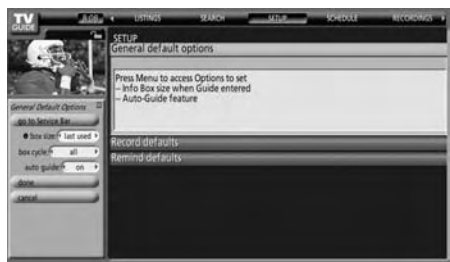 TV GUIDE
8:08
LISTINGS SEARCH SETUP SCHEDULE RECORDINGS
SETUP
General default options
Press Menu to access Options to set
– Info Box size when Guide entered
– Auto-Guide feature
Record defaults
Remind defaults
General Default Options
go to Service Bar
box size: last used
box cycle: all
auto guide: on
done
cancel